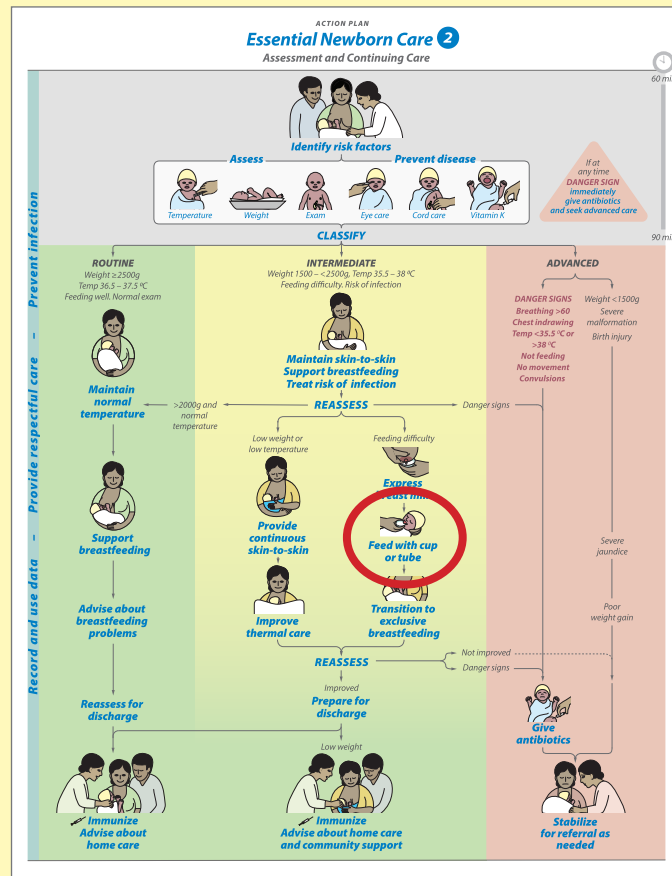 ACTION PLAN
Essential Newborn Care 2
Assessment and Continuing Care
60 mi
Identify risk factors
Assess
Prevent disease
Temperature
Weight
Exam
Eye care
Cord care
Vitamin K
If at
any time
DANGER SIGN
immediately
give antibiotics
and seek advanced care
CLASSIFY
90 mi
Record and use data – Provide respectful care – Prevent infection
ROUTINE
Weight ≥2500g
Temp 36.5 – 37.5 ºC
Feeding well. Normal exam
Maintain
normal
temperature
Support
breastfeeding
Advise about
breastfeeding
problems
Reassess for
discharge
Immunize
Advise about
home care
INTERMEDIATE
Weight 1500 – <2500g, Temp 35.5 – 38 ºC
Feeding difficulty. Risk of infection
Maintain skin-to-skin
Support breastfeeding
Treat risk of infection
REASSESS
>2000g and
normal
temperature
Danger signs
Low weight or
low temperature
Provide
continuous
skin-to-skin
Improve
thermal care
Feeding difficulty
Express
breast milk
Feed with cup
or tube
Transition to
exclusive
breastfeeding
REASSESS
Not improved
Danger signs
Improved
Prepare for
discharge
Low weight
Immunize
Advise about home care
and community support
ADVANCED
DANGER SIGNS
Breathing >60
Chest indrawing
Temp <35.5 ºC or
>38 ºC
Not feeding
No movement
Convulsions
Weight <1500g
Severe
malformation
Birth injury
Severe
jaundice
Poor
weight gain
Give
antibiotics
Stabilize
for referral as
needed